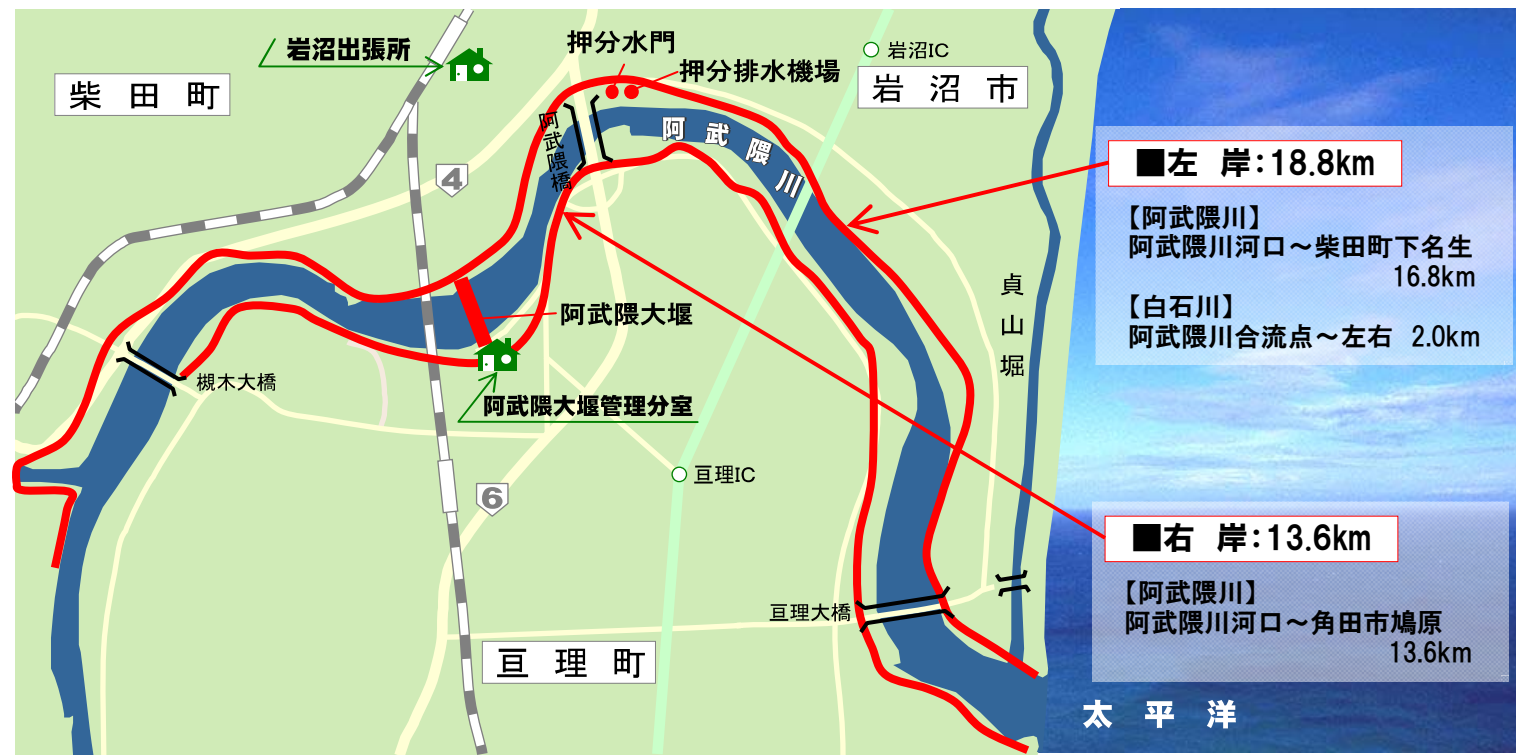 岩沼出張所
押分水門
押分排水機場
岩沼IC
柴田町
岩沼市
阿武隈橋
阿武隈川
4
■左 岸：18.8km
【阿武隈川】
阿武隈川河口～柴田町下名生
16.8km
【白石川】
阿武隈川合流点～左右 2.0km
貞山堀
阿武隈大堰
槻木大橋
阿武隈大堰管理分室
亘理IC
6
■右 岸：13.6km
【阿武隈川】
阿武隈川河口～角田市鳩原
13.6km
亘理大橋
亘理町
太平洋